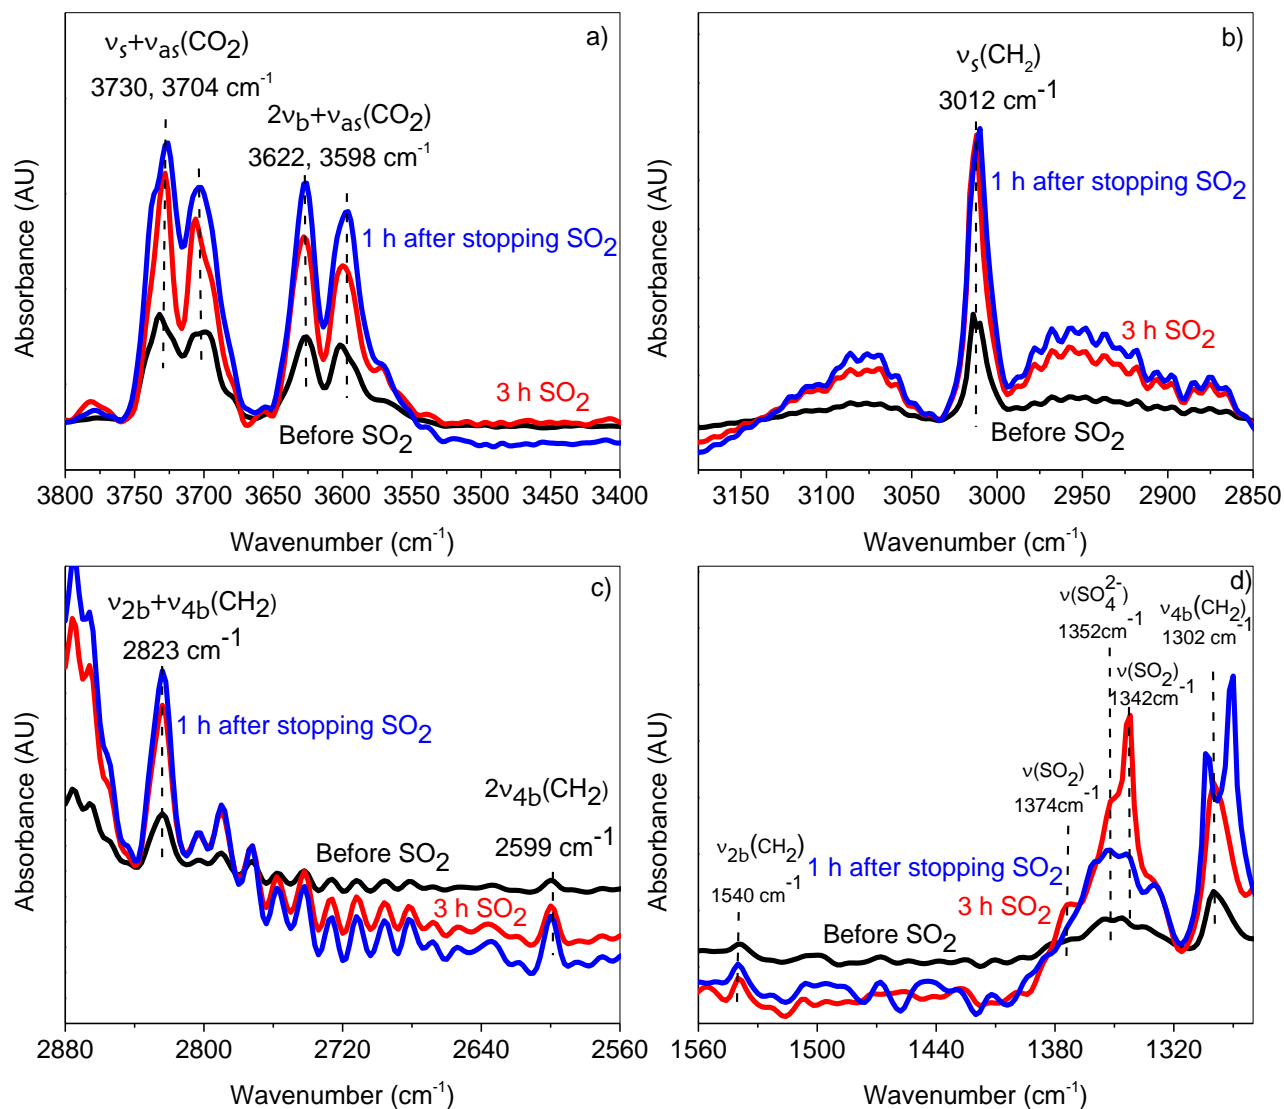 a)
νs+νas(CO2)
3730, 3704 cm-1
2νb+νas(CO2)
3622, 3598 cm-1
1 h after stopping SO2
3 h SO2
Before SO2
Absorbance (AU)
3800 3750 3700 3650 3600 3550 3500 3450 3400
Wavenumber (cm-1)
b)
νs(CH2)
3012 cm-1
1 h after stopping SO2
3 h SO2
Before SO2
Absorbance (AU)
3150 3100 3050 3000 2950 2900 2850
Wavenumber (cm-1)
c)
ν2b+ν4b(CH2)
2823 cm-1
1 h after stopping SO2
2ν4b(CH2)
2599 cm-1
Before SO2
3 h SO2
Absorbance (AU)
2880 2800 2720 2640 2560
Wavenumber (cm-1)
d)
ν(SO42-)
1352cm-1
ν4b(CH2)
1302 cm-1
ν(SO2)
1342cm-1
ν(SO2)
1374cm-1
ν2b(CH2)
1540 cm-1
1 h after stopping SO2
3 h SO2
Before SO2
Absorbance (AU)
1560 1500 1440 1380 1320
Wavenumber (cm-1)